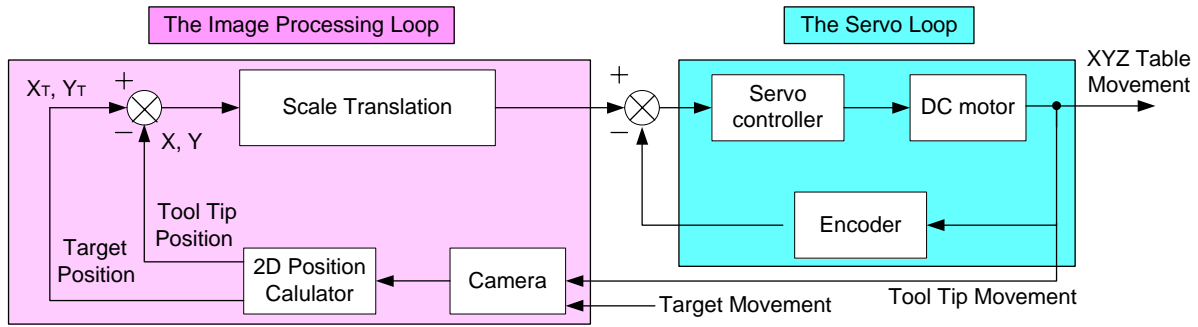 The Image Processing Loop
The Servo Loop
XYZ Table
Movement
XT, YT
+
−
X, Y
Scale Translation
+
−
Servo
controller
DC motor
Encoder
Tool Tip
Position
Target
Position
2D Position
Calulator
Camera
Target Movement
Tool Tip Movement